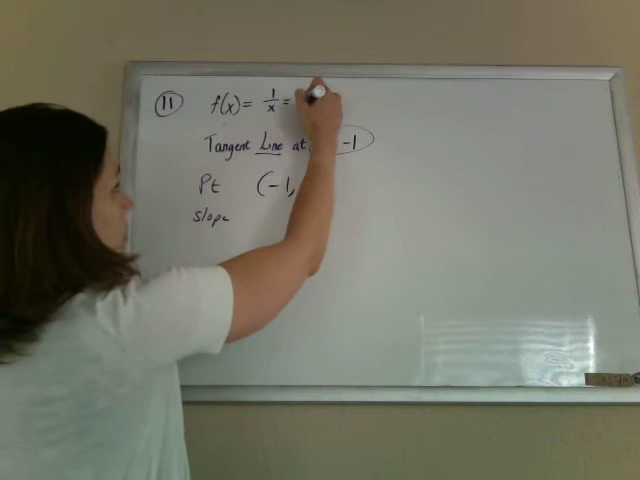 11 f(x) = 1/x =
Tangent Line at -1
Pt (-1,
slope